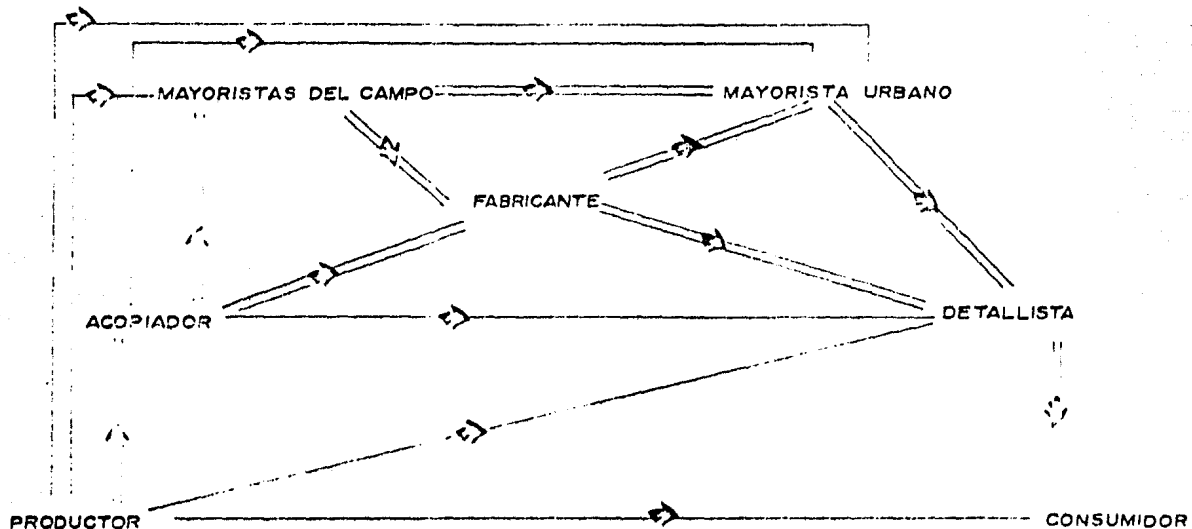 MAYORISTAS DEL CAMPO
MAYORISTA URBANO
FABRICANTE
ACOPIADOR
DETALLISTA
PRODUCTOR
CONSUMIDOR